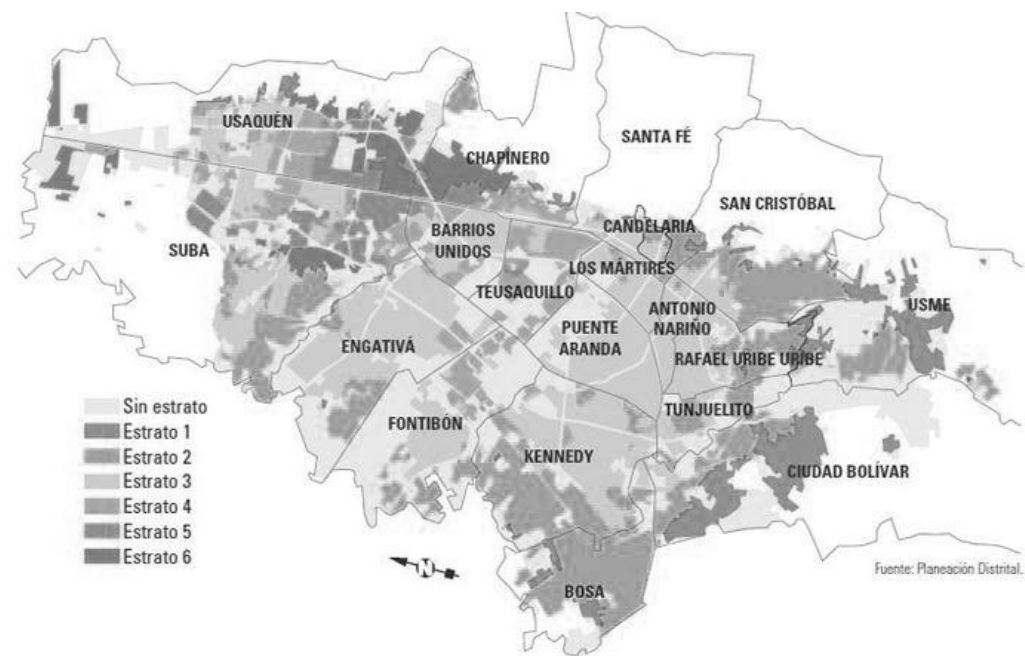 USAQUÉN
SANTA FÉ
CHAPINERO
SAN CRISTÓBAL
CANDELARIA
BARRIOS
UNIDOS
SUBA
LOS MÁRTIRES
TEUSAQUILLO
ANTONIO
NARIÑO
USME
PUENTE
ARANDA
ENGATIVÁ
RAFAEL URIBE URIBE
TUNJUELITO
FONTIBÓN
KENNEDY
CIUDAD BOLÍVAR
BOSA
Sin estrato
Estrato 1
Estrato 2
Estrato 3
Estrato 4
Estrato 5
Estrato 6
N
Fuente: Planeación Distrital.